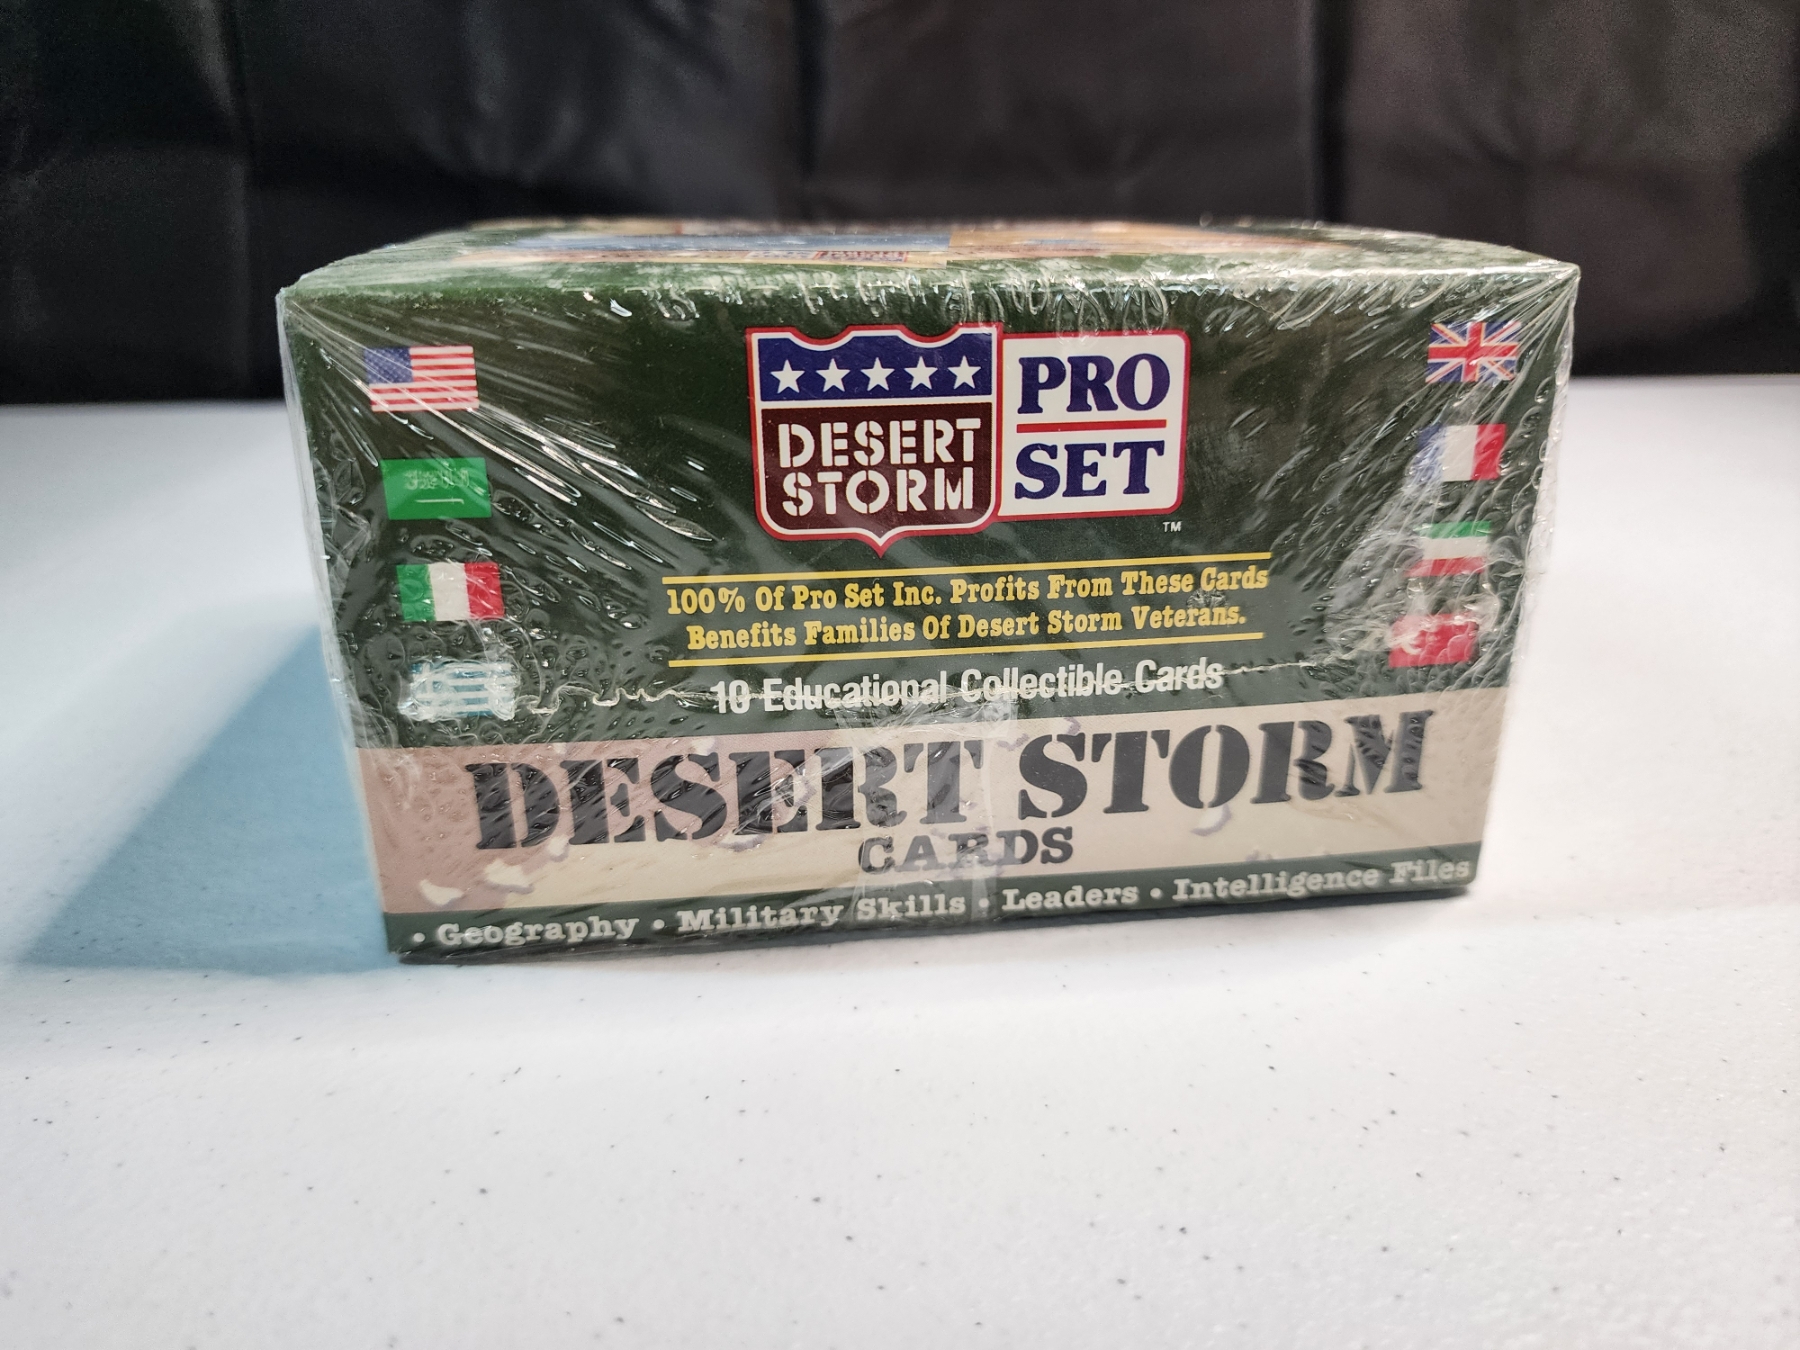 DESERT
STORM
PRO
SET
TM
100% Of Pro Set Inc. Profits From These Cards
Benefits Families Of Desert Storm Veterans.
10 Educational Collectible Cards
DESERT STORM
CARDS
• Geography • Military Skills • Leaders • Intelligence Files